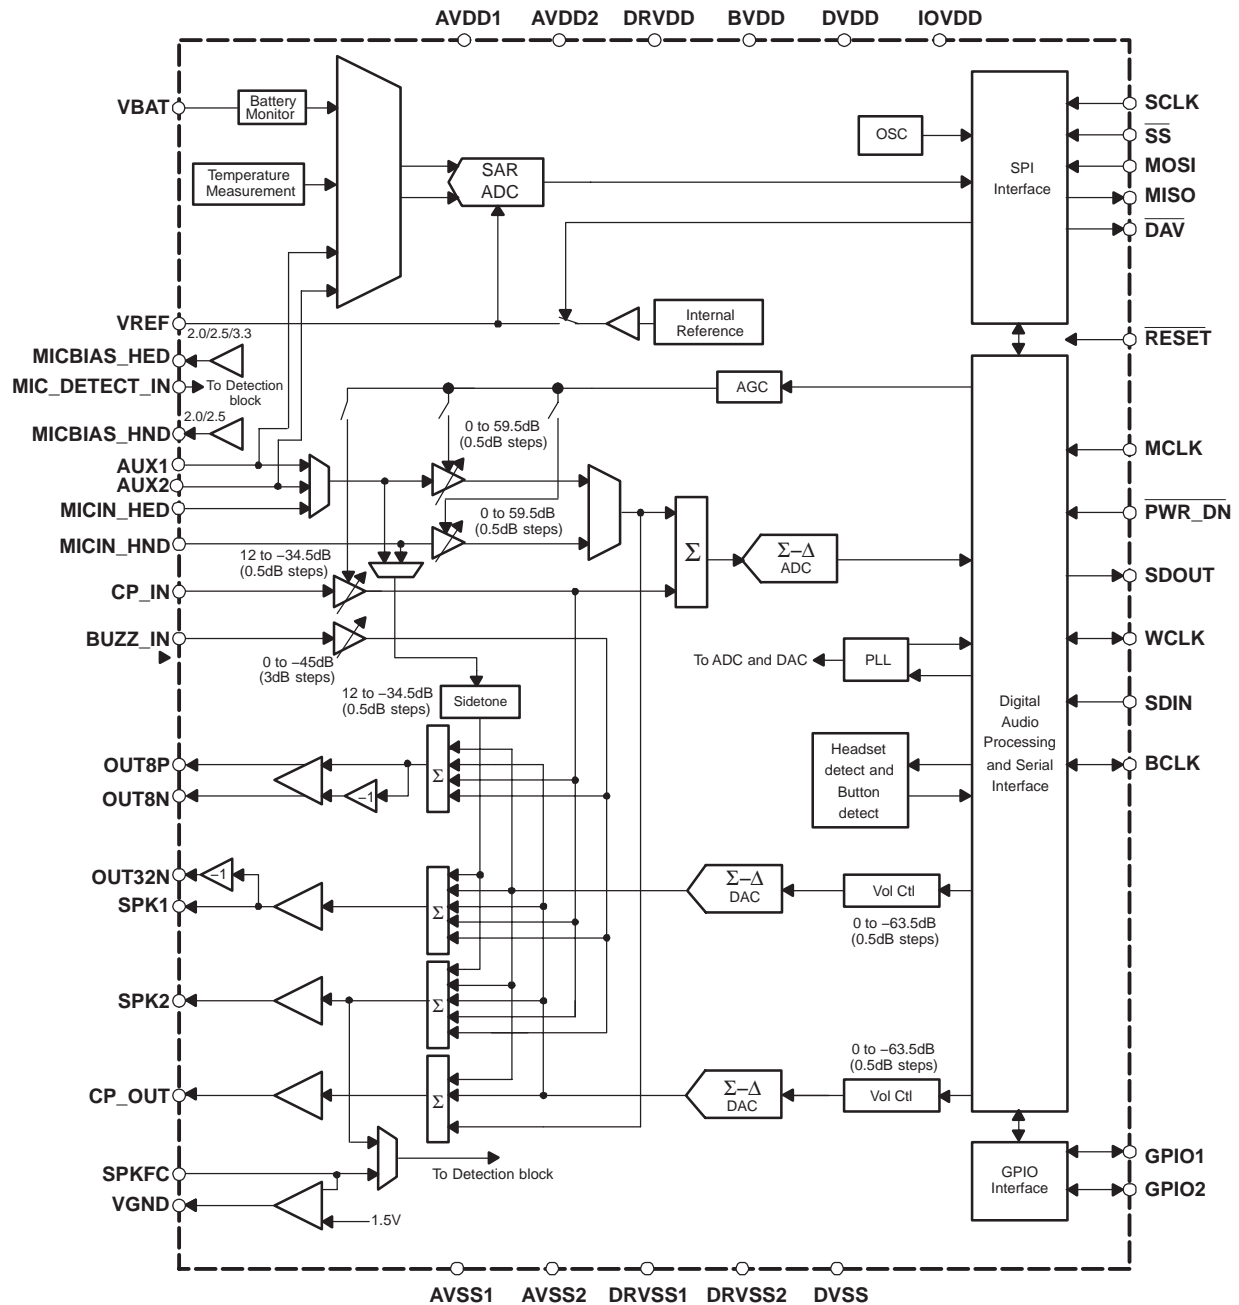 AVDD1 AVDD2 DRVDD BVDD DVDD IOVDD
VBAT
Battery
Monitor
Temperature
Measurement
SAR
ADC
OSC
SPI
Interface
SCLK
SS
MOSI
MISO
DAV
VREF
Internal
Reference
RESET
2.0/2.5/3.3
MICBIAS_HED
MIC_DETECT_IN
To Detection
block
AGC
2.0/2.5
MICBIAS_HND
0 to 59.5dB
(0.5dB steps)
MCLK
AUX1
AUX2
MICIN_HED
0 to 59.5dB
(0.5dB steps)
PWR_DN
MICIN_HND
12 to −34.5dB
(0.5dB steps)
Σ
Σ−Δ
ADC
SDOUT
CP_IN
BUZZ_IN
0 to −45dB
(3dB steps)
To ADC and DAC
PLL
WCLK
12 to −34.5dB
(0.5dB steps)
Sidetone
Digital
Audio
Processing
and Serial
Interface
SDIN
OUT8P
OUT8N
−1
Σ
Headset
detect and
Button
detect
BCLK
OUT32N
−1
SPK1
Σ
Σ−Δ
DAC
Vol Ctl
0 to −63.5dB
(0.5dB steps)
SPK2
Σ
0 to −63.5dB
(0.5dB steps)
CP_OUT
Σ
Σ−Δ
DAC
Vol Ctl
SPKFC
To Detection block
VGND
1.5V
GPIO
Interface
GPIO1
GPIO2
AVSS1 AVSS2 DRVSS1 DRVSS2 DVSS